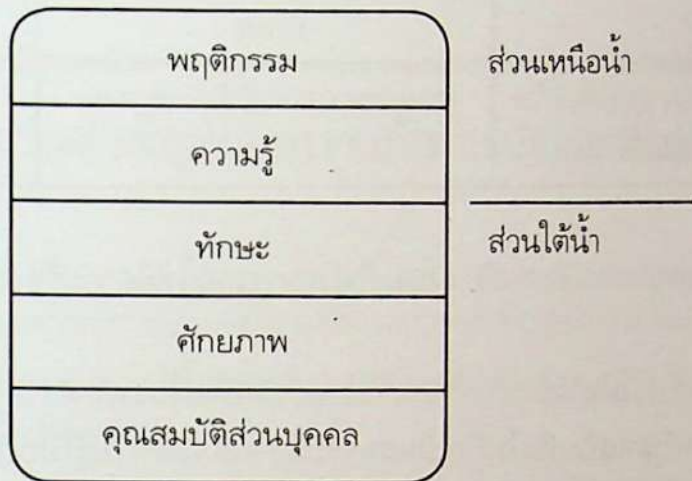 พฤติกรรม ส่วนเหนือน้ำ
ความรู้
ทักษะ ส่วนใต้น้ำ
ศักยภาพ
คุณสมบัติส่วนบุคคล